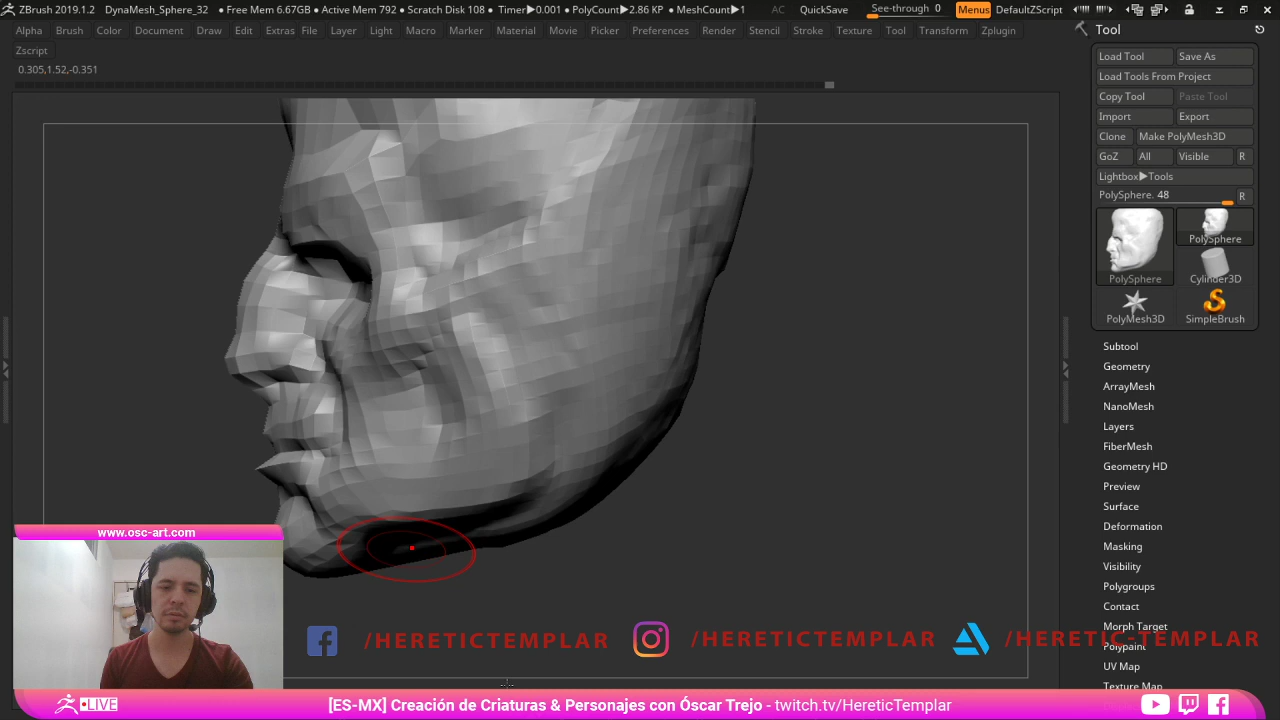 ZBrush 2019.1.2 DynaMesh_Sphere_32 ● Free Mem 6.67GB ● Active Mem 792 ● Scratch Disk 108 ● Timer▶0.001 ● PolyCount▶2.86 KP ● MeshCount▶1 AC QuickSave See-through 0 Menus DefaultZScript
Alpha Brush Color Document Draw Edit Extras File Layer Light Macro Marker Material Movie Picker Preferences Render Stencil Stroke Texture Tool Transform Zplugin
Zscript
0.305,1.52,-0.351
Tool
Load Tool Save As
Load Tools From Project
Copy Tool Paste Tool
Import Export
Clone Make PolyMesh3D
GoZ All Visible R
Lightbox▶Tools
PolySphere. 48 R
PolySphere
PolySphere Cylinder3D
PolyMesh3D SimpleBrush
Subtool
Geometry
ArrayMesh
NanoMesh
Layers
FiberMesh
Geometry HD
Preview
Surface
Deformation
Masking
Visibility
Polygroups
Contact
Morph Target
Polypaint
UV Map
Texture Map
www.osc-art.com
/HERETICTEMPLAR /HERETICTEMPLAR /HERETIC-TEMPLAR
LIVE [ES-MX] Creación de Criaturas & Personajes con Óscar Trejo - twitch.tv/HereticTemplar